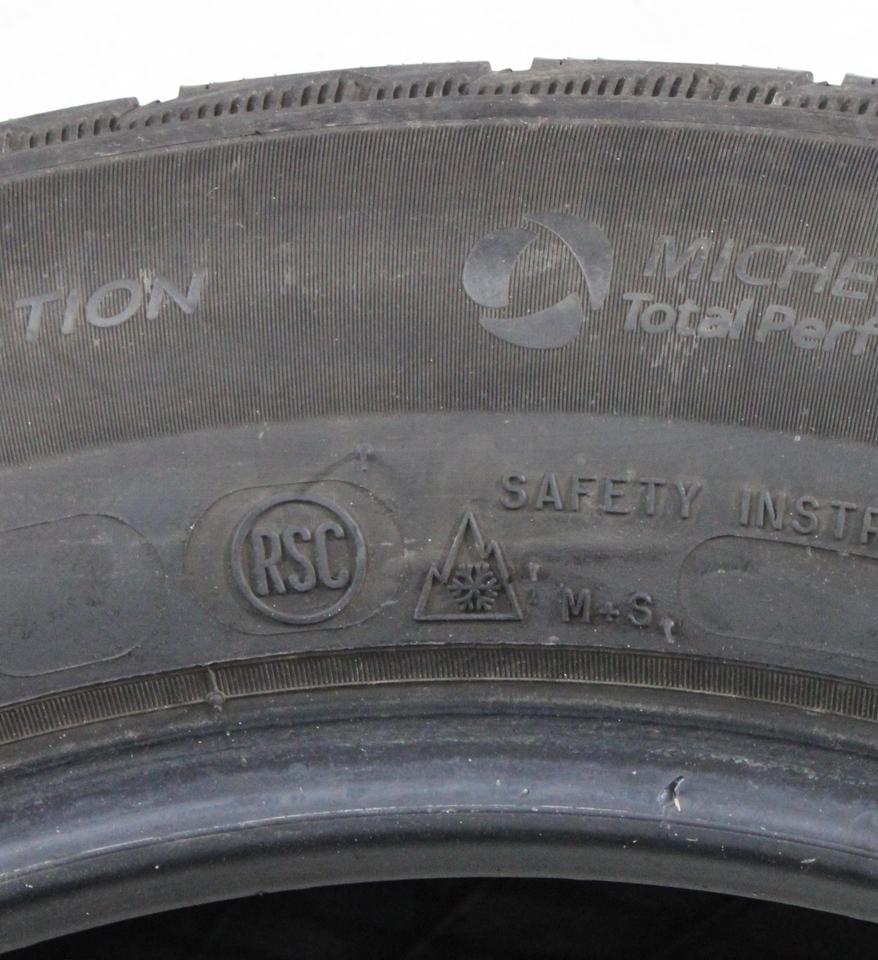 TION
MICHE
Total Perf
SAFETY INSTR
RSC
M+S